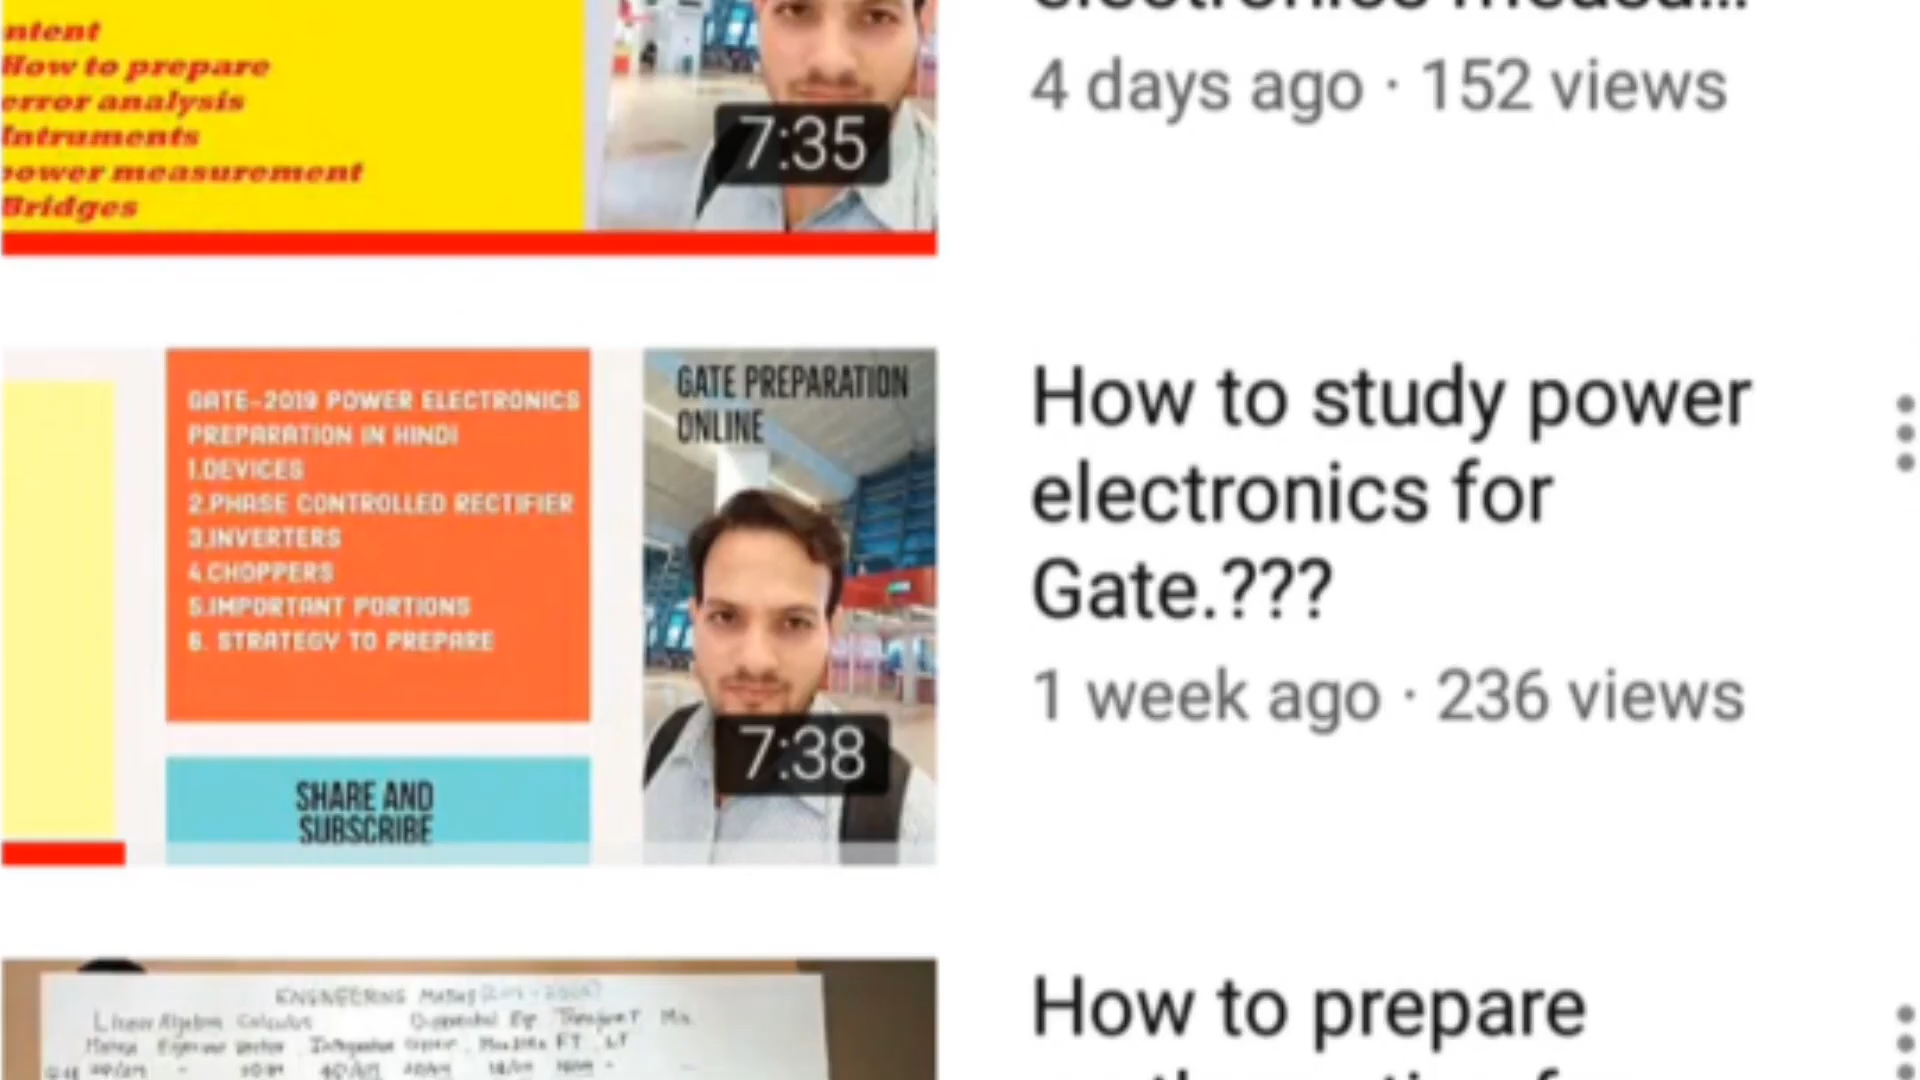 How to prepare
error analysis
Intruments
power measurement
Bridges
7:35
4 days ago · 152 views
GATE-2019 POWER ELECTRONICS
PREPARATION IN HINDI
1.DEVICES
2.PHASE CONTROLLED RECTIFIER
3.INVERTERS
4.CHOPPERS
5.IMPORTANT PORTIONS
6. STRATEGY TO PREPARE
SHARE AND
SUBSCRIBE
GATE PREPARATION
ONLINE
7:38
How to study power
electronics for
Gate.???
1 week ago · 236 views
ENGINEERING Maths
Linear Algebra Calculus
How to prepare